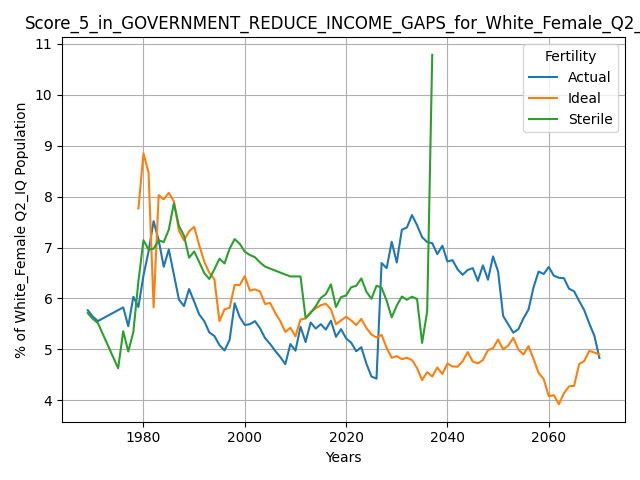 Score_5_in_GOVERNMENT_REDUCE_INCOME_GAPS_for_White_Female_Q2_
11
10
9
8
7
6
5
4
% of White_Female Q2_IQ Population
Fertility
Actual
Ideal
Sterile
1980
2000
2020
2040
2060
Years